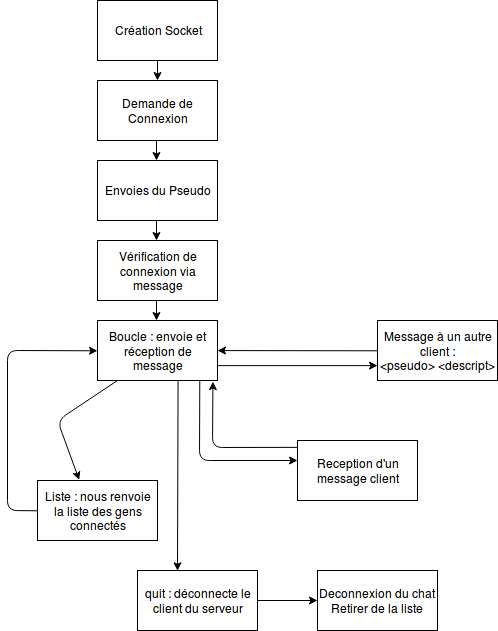 Création Socket
Demande de
Connexion
Envoies du Pseudo
Vérification de
connexion via
message
Boucle : envoie et
réception de
message
Message à un autre
client :
<pseudo> <descript>
Reception d'un
message client
Liste : nous renvoie
la liste des gens
connectés
quit : déconnecte le
client du serveur
Deconnexion du chat
Retirer de la liste